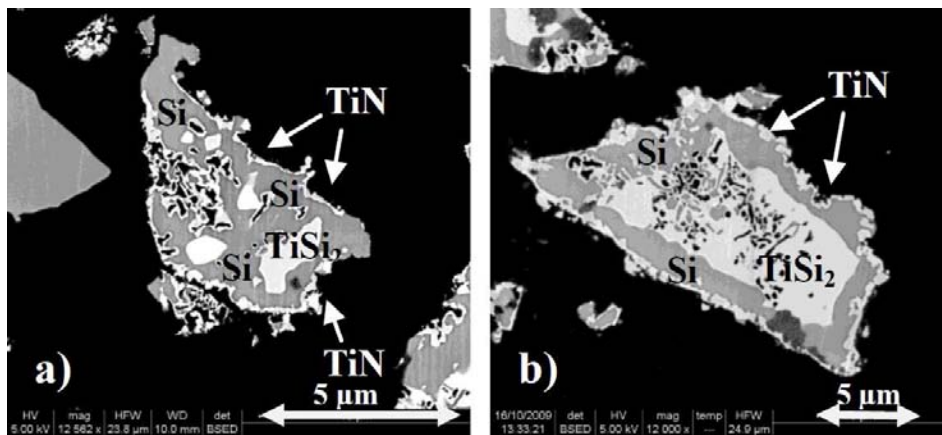 TiN
Si
Si
TiSi2
Si
TiN
a)
5 µm
HV mag HFW WD det
5.00 kV 12 562 x 23.8 µm 10.0 mm BSED
TiN
Si
TiSi2
Si
b)
5 µm
16/10/2009 HV mag temp HFW
13:33:21 5.00 kV 12 000 x --- 24.9 µm